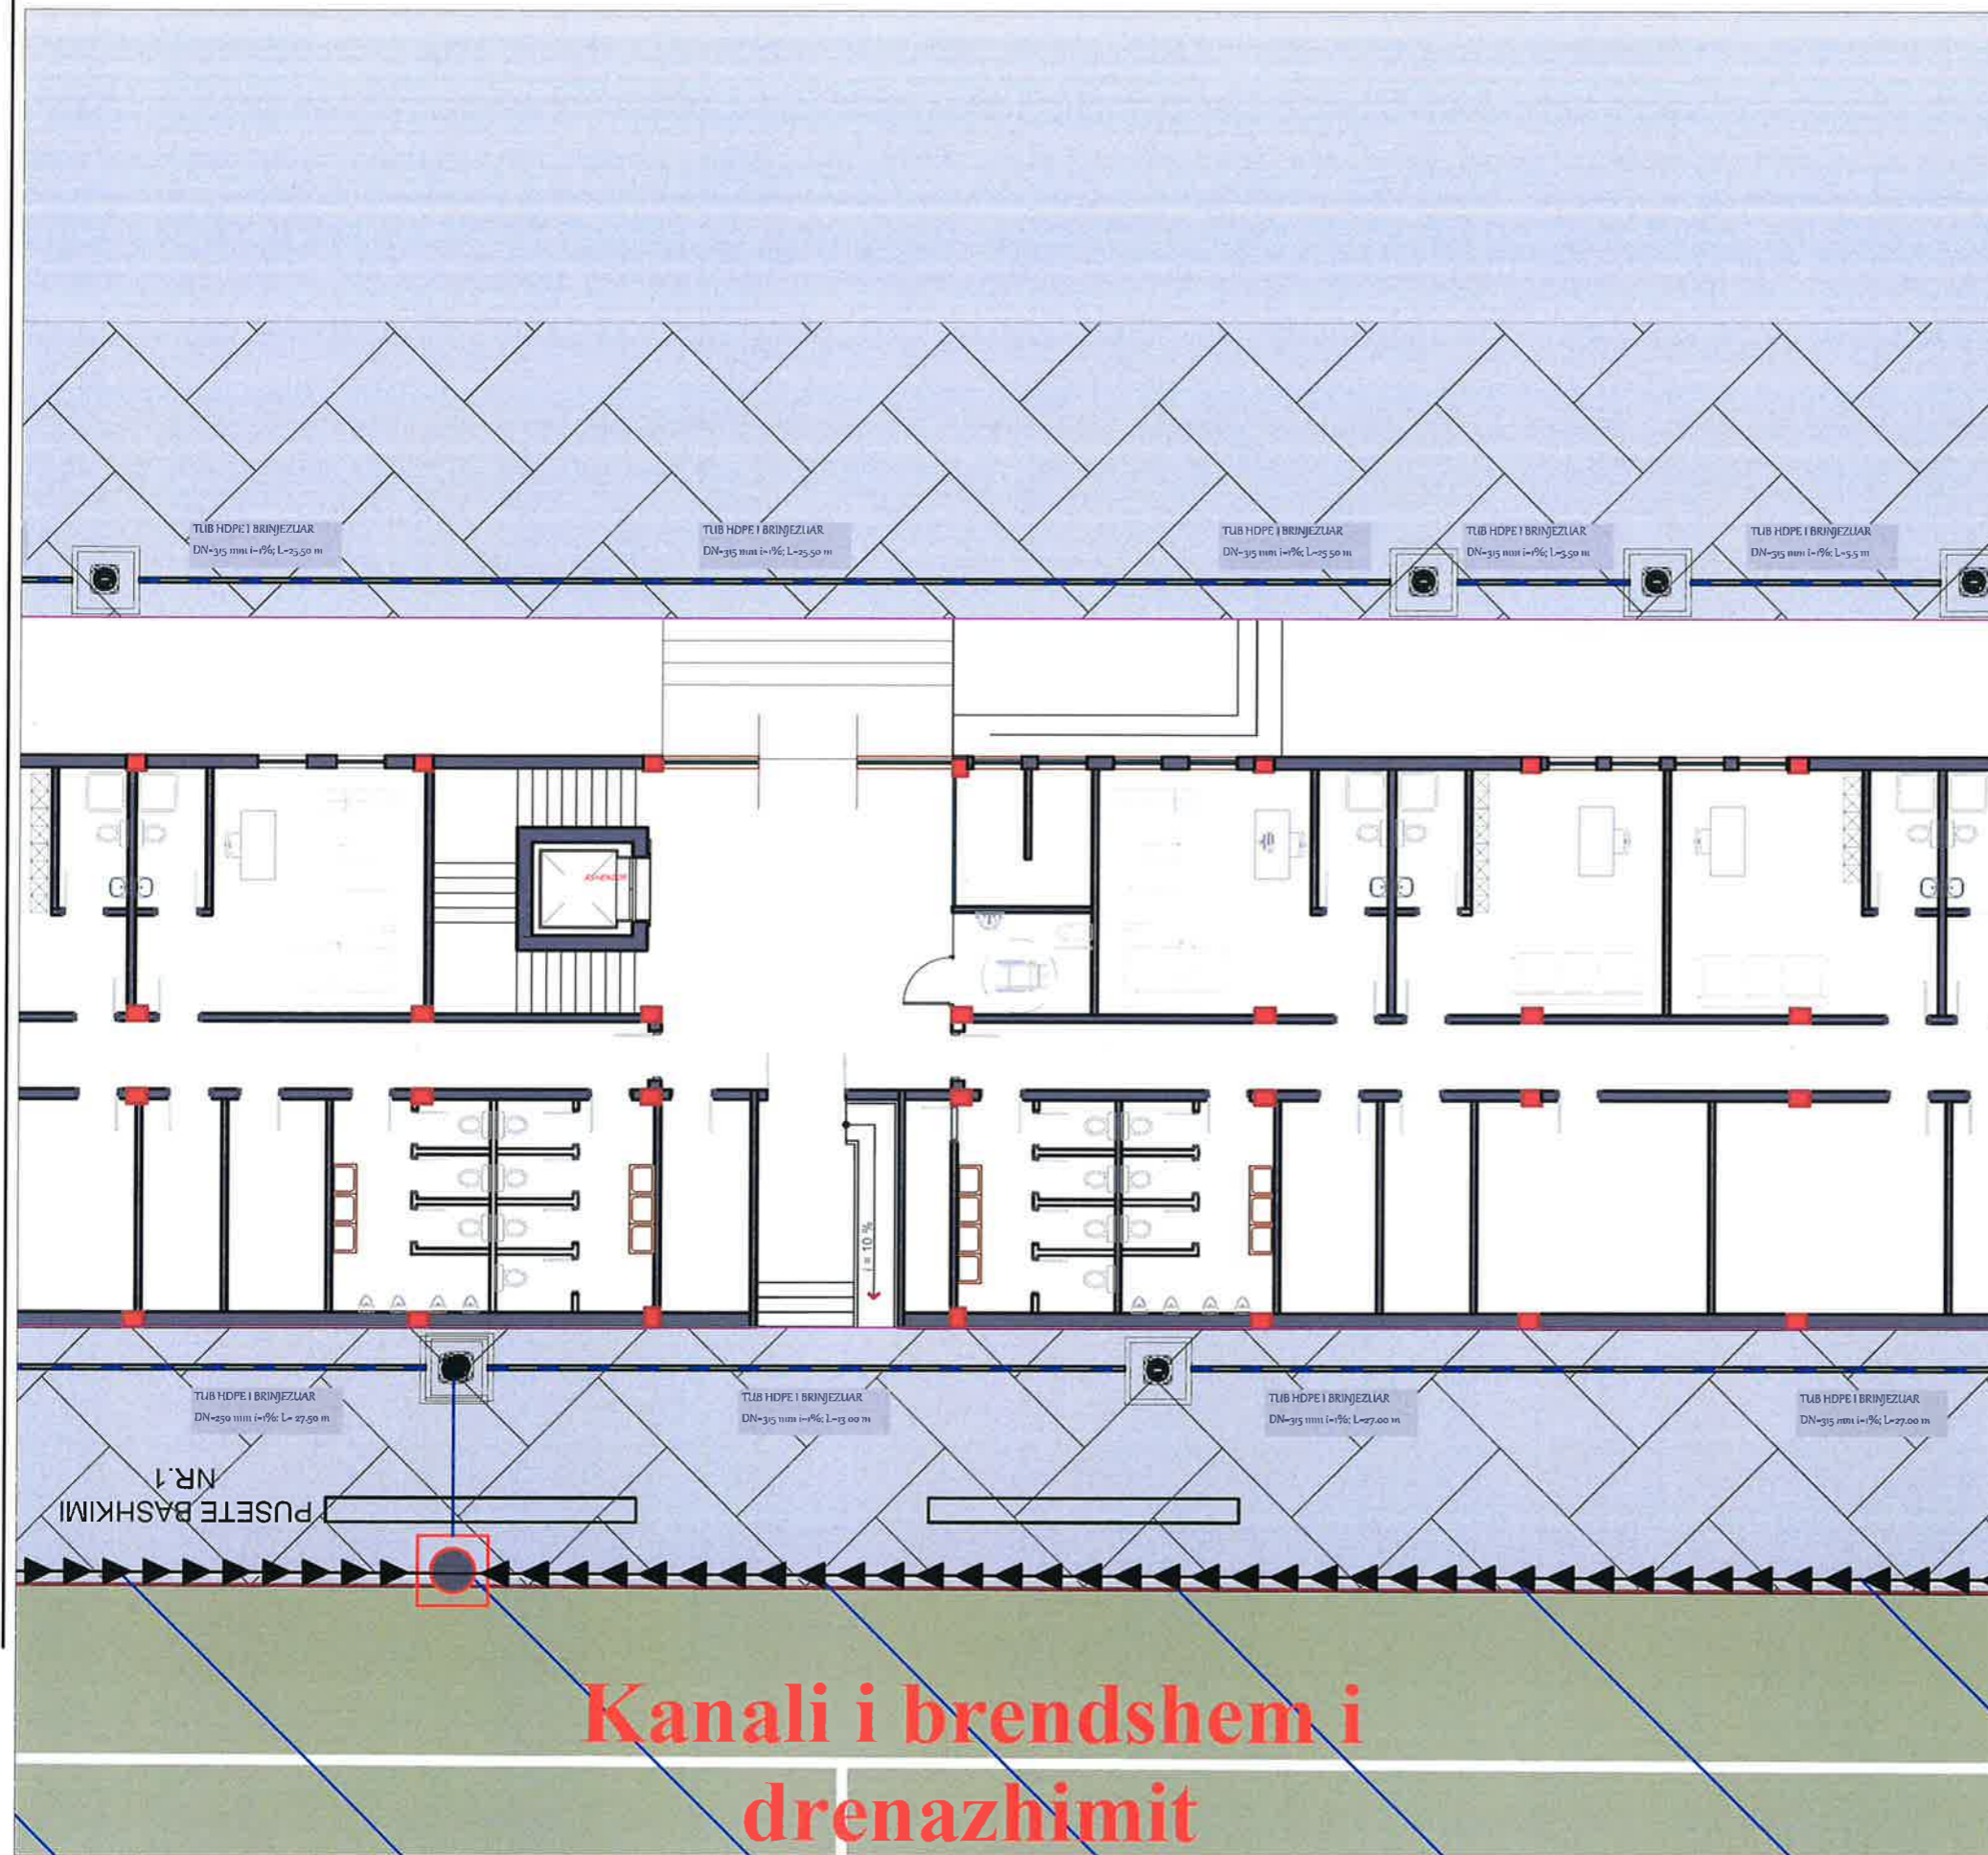 TUB HDPE I BRINJEZUAR
DN=315 mm i=1%; L=25.50 m
TUB HDPE I BRINJEZUAR
DN=315 mm i=1%; L=25.50 m
TUB HDPE I BRINJEZUAR
DN=315 mm i=1%; L=25.50 m
TUB HDPE I BRINJEZUAR
DN=315 mm i=1%; L=3.50 m
TUB HDPE I BRINJEZUAR
DN=315 mm i=1%; L=5.5 m
i = 10 %
TUB HDPE I BRINJEZUAR
DN=250 mm i=1%; L= 27.50 m
TUB HDPE I BRINJEZUAR
DN=315 mm i=1%; L=13.00 m
TUB HDPE I BRINJEZUAR
DN=315 mm i=1%; L=27.00 m
TUB HDPE I BRINJEZUAR
DN=315 mm i=1%; L=27.00 m
PUSETE BASHKIMI
NR.1
Kanali i brendshem i
drenazhimit